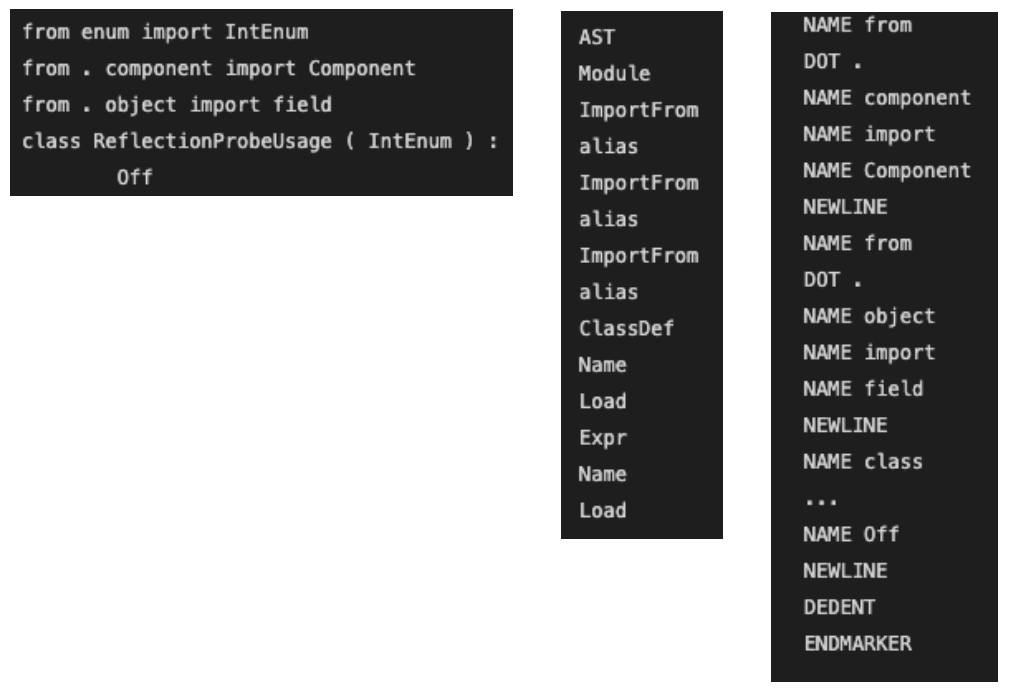 from enum import IntEnum
from . component import Component
from . object import field
class ReflectionProbeUsage ( IntEnum ) :
Off
AST
Module
ImportFrom
alias
ImportFrom
alias
ImportFrom
alias
ClassDef
Name
Load
Expr
Name
Load
NAME from
DOT .
NAME component
NAME import
NAME Component
NEWLINE
NAME from
DOT .
NAME object
NAME import
NAME field
NEWLINE
NAME class
...
NAME Off
NEWLINE
DEDENT
ENDMARKER